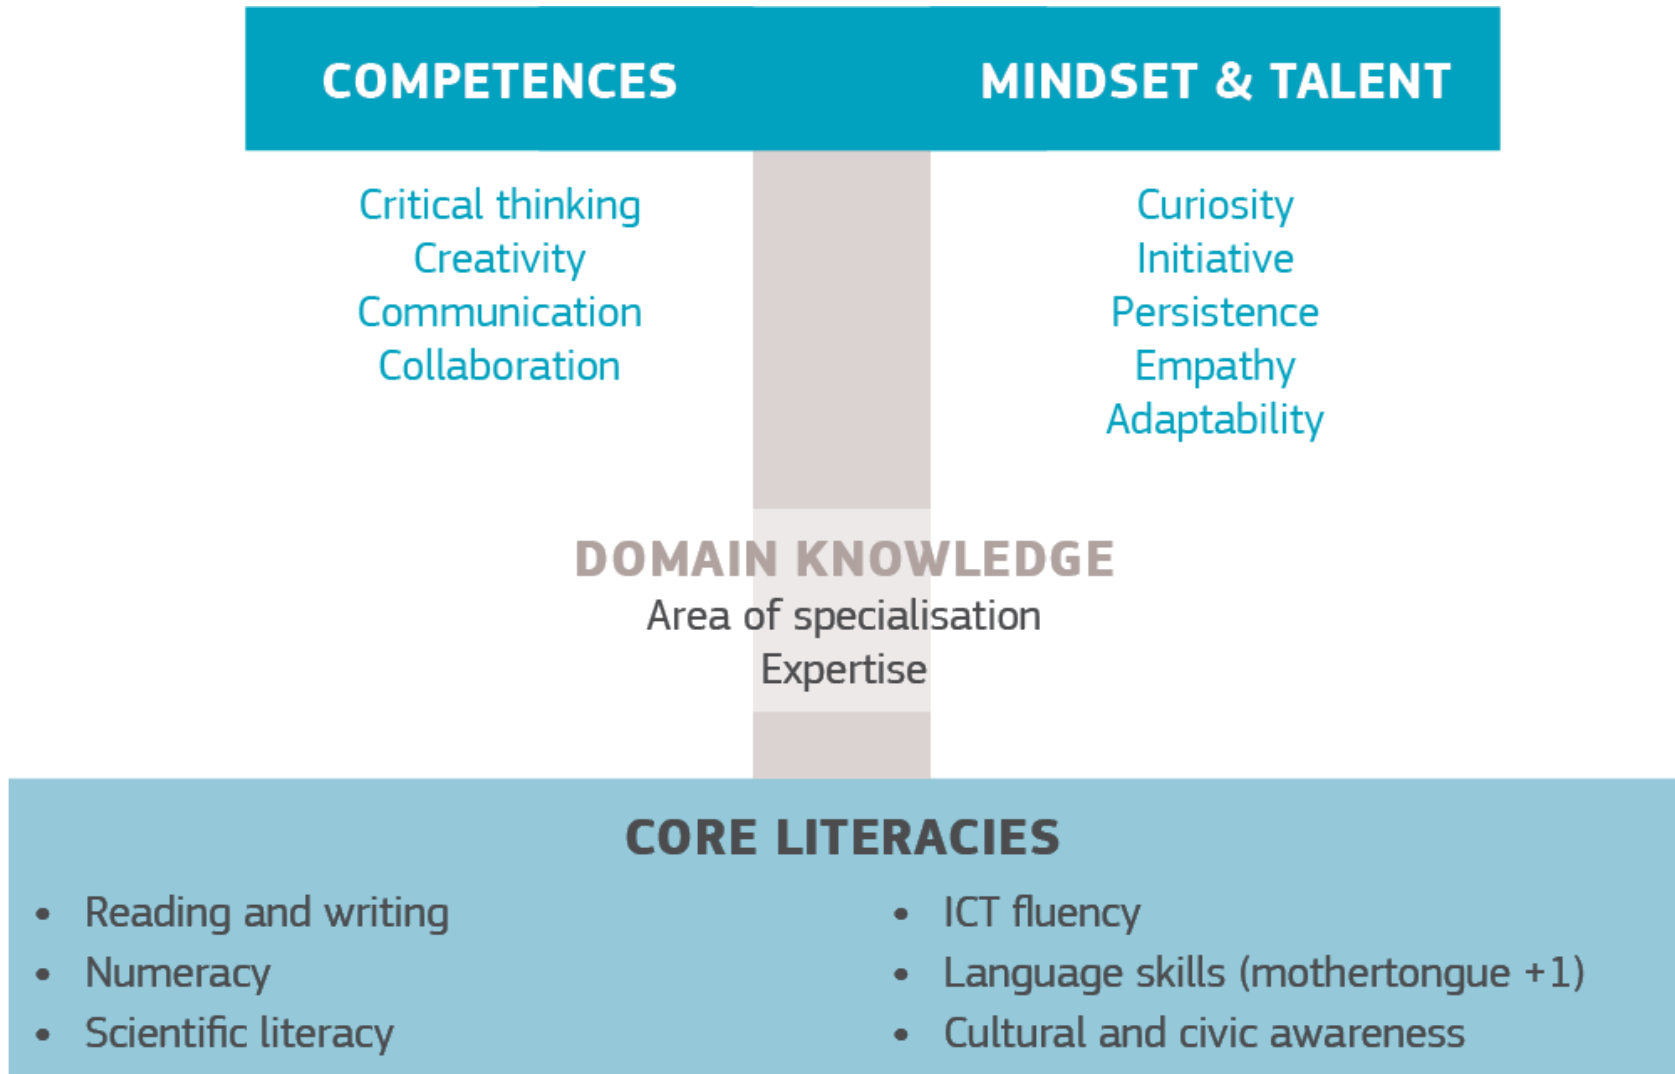 COMPETENCES
Critical thinking
Creativity
Communication
Collaboration
MINDSET & TALENT
Curiosity
Initiative
Persistence
Empathy
Adaptability
DOMAIN KNOWLEDGE
Area of specialisation
Expertise
CORE LITERACIES
• Reading and writing
• Numeracy
• Scientific literacy
• ICT fluency
• Language skills (mothertongue +1)
• Cultural and civic awareness